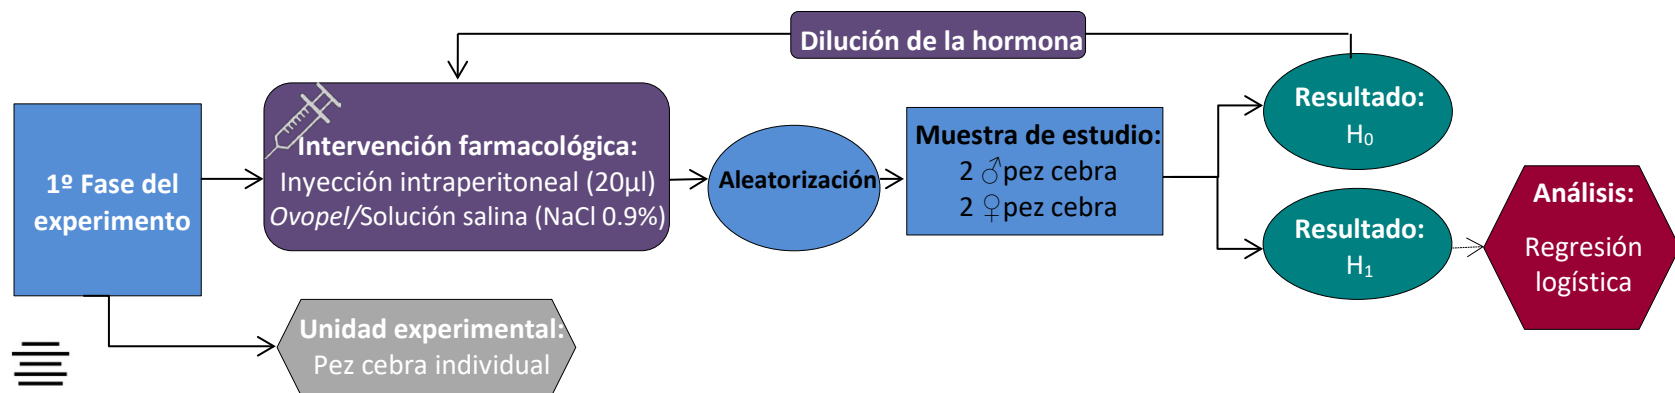 Dilución de la hormona
1º Fase del
experimento
Intervención farmacológica:
Inyección intraperitoneal (20µl)
Ovopel/Solución salina (NaCl 0.9%)
Aleatorización
Muestra de estudio:
2 ♂pez cebra
2 ♀pez cebra
Resultado:
H₀
Resultado:
H₁
Análisis:
Regresión
logística
Unidad experimental:
Pez cebra individual